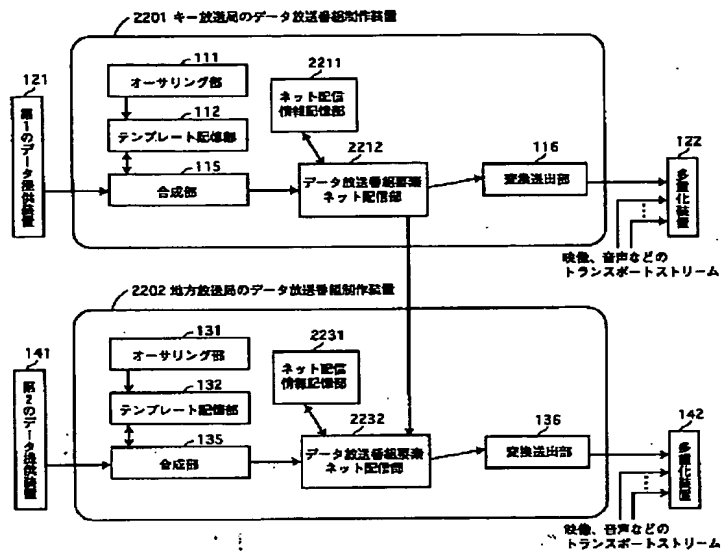 2201 キー放送局のデータ放送番組制作装置
121
第1のデータ提供装置
111
オーサリング部
112
テンプレート記憶部
115
合成部
2211
ネット配信
情報記憶部
2212
データ放送番組要素
ネット配信部
116
変換送出部
122
多重化装置
映像、音声などの
トランスポートストリーム
2202 地方放送局のデータ放送番組制作装置
141
第2のデータ提供装置
131
オーサリング部
132
テンプレート記憶部
135
合成部
2231
ネット配信
情報記憶部
2232
データ放送番組要素
ネット配信部
136
変換送出部
142
多重化装置
映像、音声などの
トランスポートストリーム